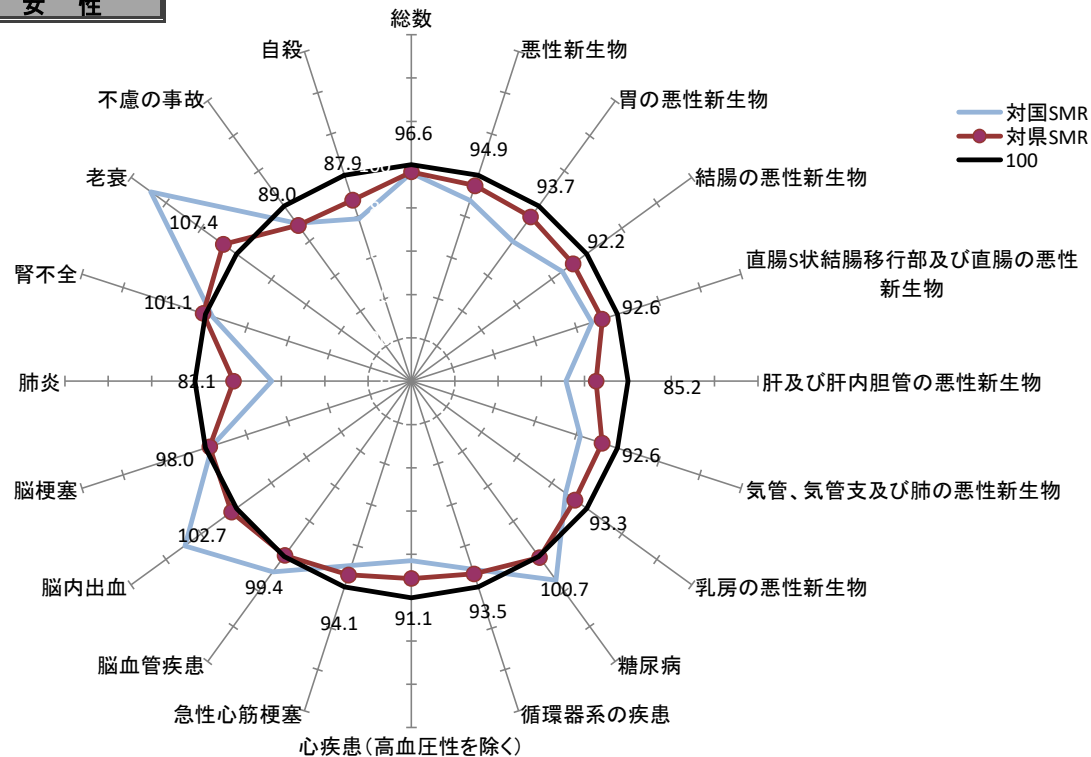 女 性
総数
自殺
悪性新生物
不慮の事故
胃の悪性新生物
対国SMR
対県SMR
100
老衰
結腸の悪性新生物
腎不全
直腸S状結腸移行部及び直腸の悪性
新生物
肺炎
肝及び肝内胆管の悪性新生物
脳梗塞
気管、気管支及び肺の悪性新生物
脳内出血
乳房の悪性新生物
脳血管疾患
糖尿病
急性心筋梗塞
循環器系の疾患
心疾患(高血圧性を除く)
96.6
94.9
93.7
92.2
92.6
85.2
92.6
93.3
100.7
93.5
91.1
94.1
99.4
102.7
98.0
82.1
101.1
107.4
89.0
87.9